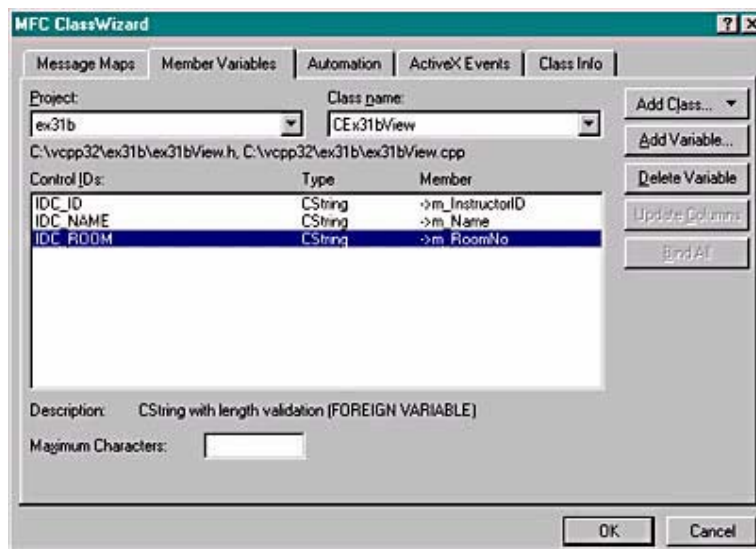 MFC ClassWizard
Message Maps Member Variables Automation ActiveX Events Class Info
Project: Class name:
ex31b CEx31bView
Add Class...
C:\vcpp32\ex31b\ex31bView.h, C:\vcpp32\ex31b\ex31bView.cpp
Add Variable...
Control IDs: Type Member
Delete Variable
IDC_ID CString ->m_InstructorID
IDC_NAME CString ->m_Name
IDC_ROOM CString ->m_RoomNo
Update Columns
Bind All
Description: CString with length validation (FOREIGN VARIABLE)
Maximum Characters:
OK Cancel